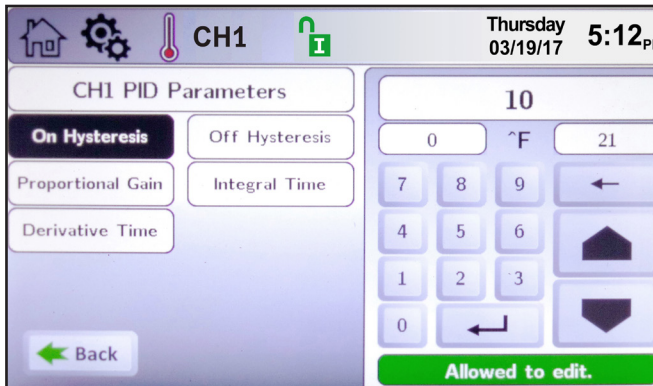 CH1
I
Thursday
03/19/17
5:12 P
CH1 PID Parameters
On Hysteresis
Off Hysteresis
Proportional Gain
Integral Time
Derivative Time
Back
10
0 ^F 21
7 8 9
4 5 6
1 2 3
0
Allowed to edit.